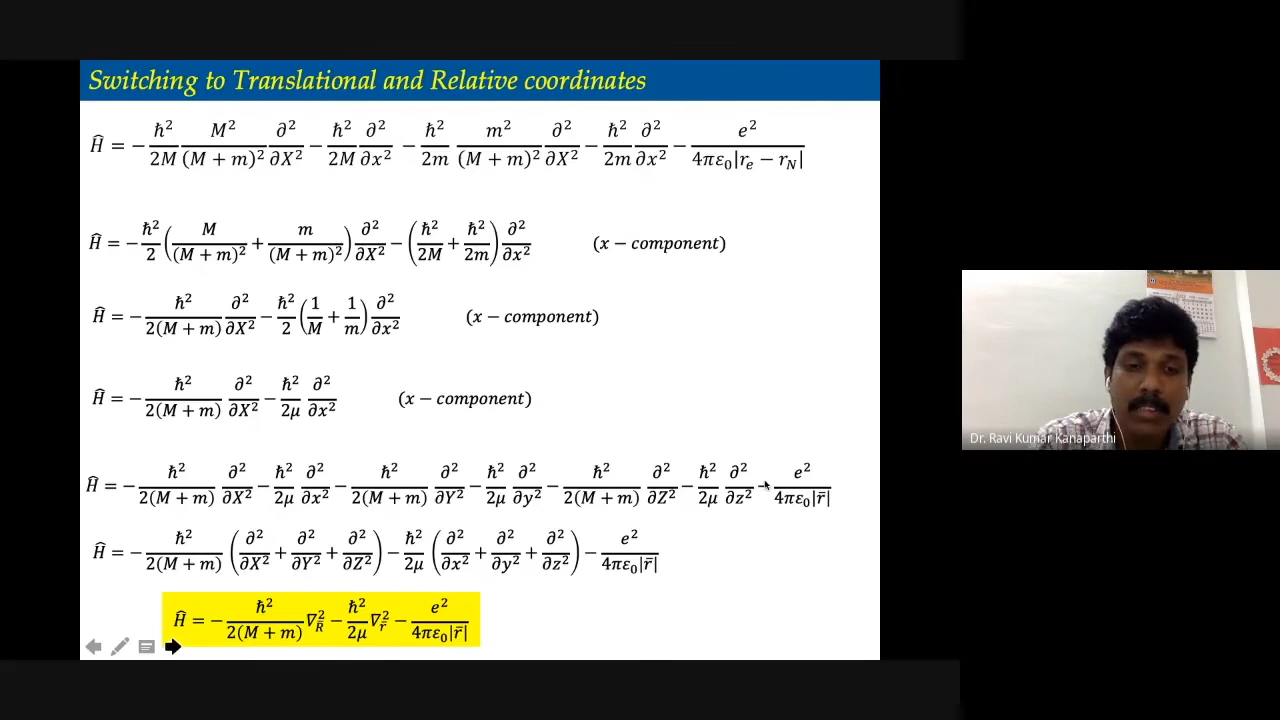 Switching to Translational and Relative coordinates
Ĥ = −ħ²/2M M²/(M + m)² ∂²/∂X² − ħ²/2M ∂²/∂x² − ħ²/2m m²/(M + m)² ∂²/∂X² − ħ²/2m ∂²/∂x² − e²/4πε₀|r_e − r_N|
Ĥ = −ħ²/2 (M/(M + m)² + m/(M + m)²) ∂²/∂X² − (ħ²/2M + ħ²/2m) ∂²/∂x² (x − component)
Ĥ = −ħ²/2(M + m) ∂²/∂X² − ħ²/2 (1/M + 1/m) ∂²/∂x² (x − component)
Ĥ = −ħ²/2(M + m) ∂²/∂X² − ħ²/2μ ∂²/∂x² (x − component)
Ĥ = −ħ²/2(M + m) ∂²/∂X² − ħ²/2μ ∂²/∂x² − ħ²/2(M + m) ∂²/∂Y² − ħ²/2μ ∂²/∂y² − ħ²/2(M + m) ∂²/∂Z² − ħ²/2μ ∂²/∂z² − e²/4πε₀|r̄|
Ĥ = −ħ²/2(M + m) (∂²/∂X² + ∂²/∂Y² + ∂²/∂Z²) − ħ²/2μ (∂²/∂x² + ∂²/∂y² + ∂²/∂z²) − e²/4πε₀|r̄|
Ĥ = −ħ²/2(M + m) ∇²_R̄ − ħ²/2μ ∇²_r̄ − e²/4πε₀|r̄|
Dr. Ravi Kumar Kanaparthi